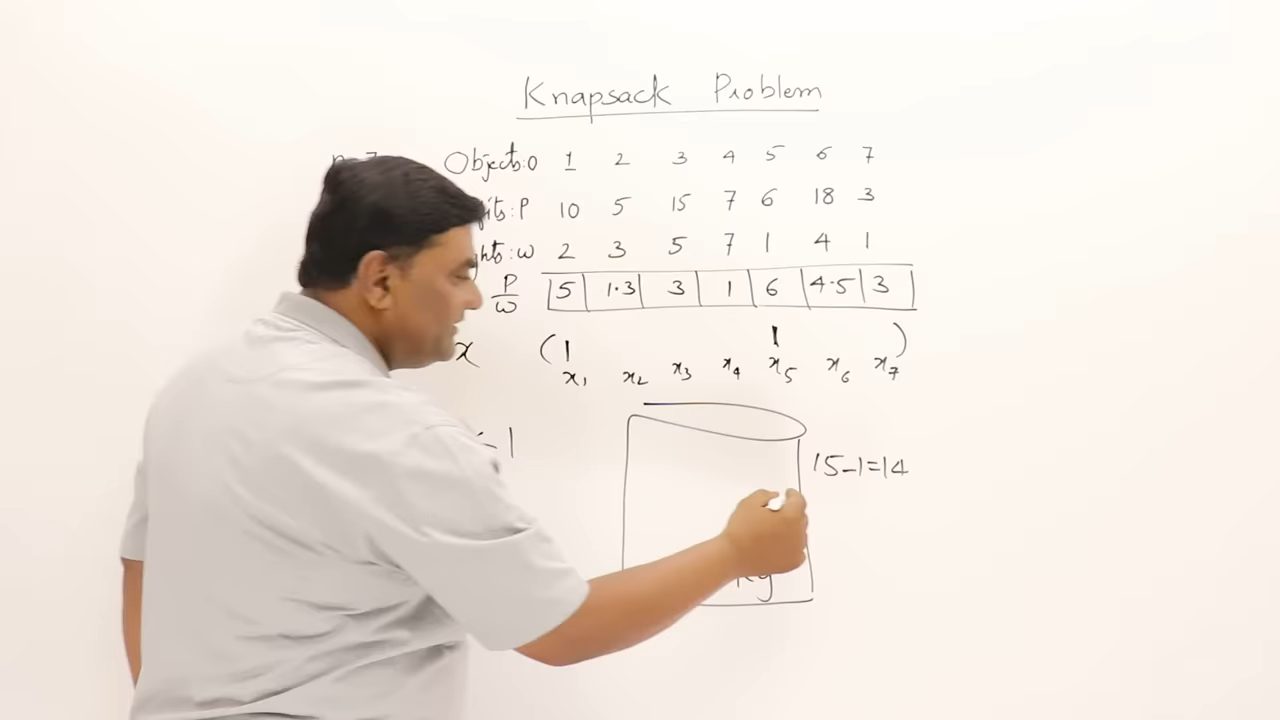 Knapsack Problem
Objects:O 1 2 3 4 5 6 7
:P 10 5 15 7 6 18 3
:w 2 3 5 7 1 4 1
P/w 5 1.3 3 1 6 4.5 3
x ( 1 1 )
x₁ x₂ x₃ x₄ x₅ x₆ x₇
15-1=14
kg